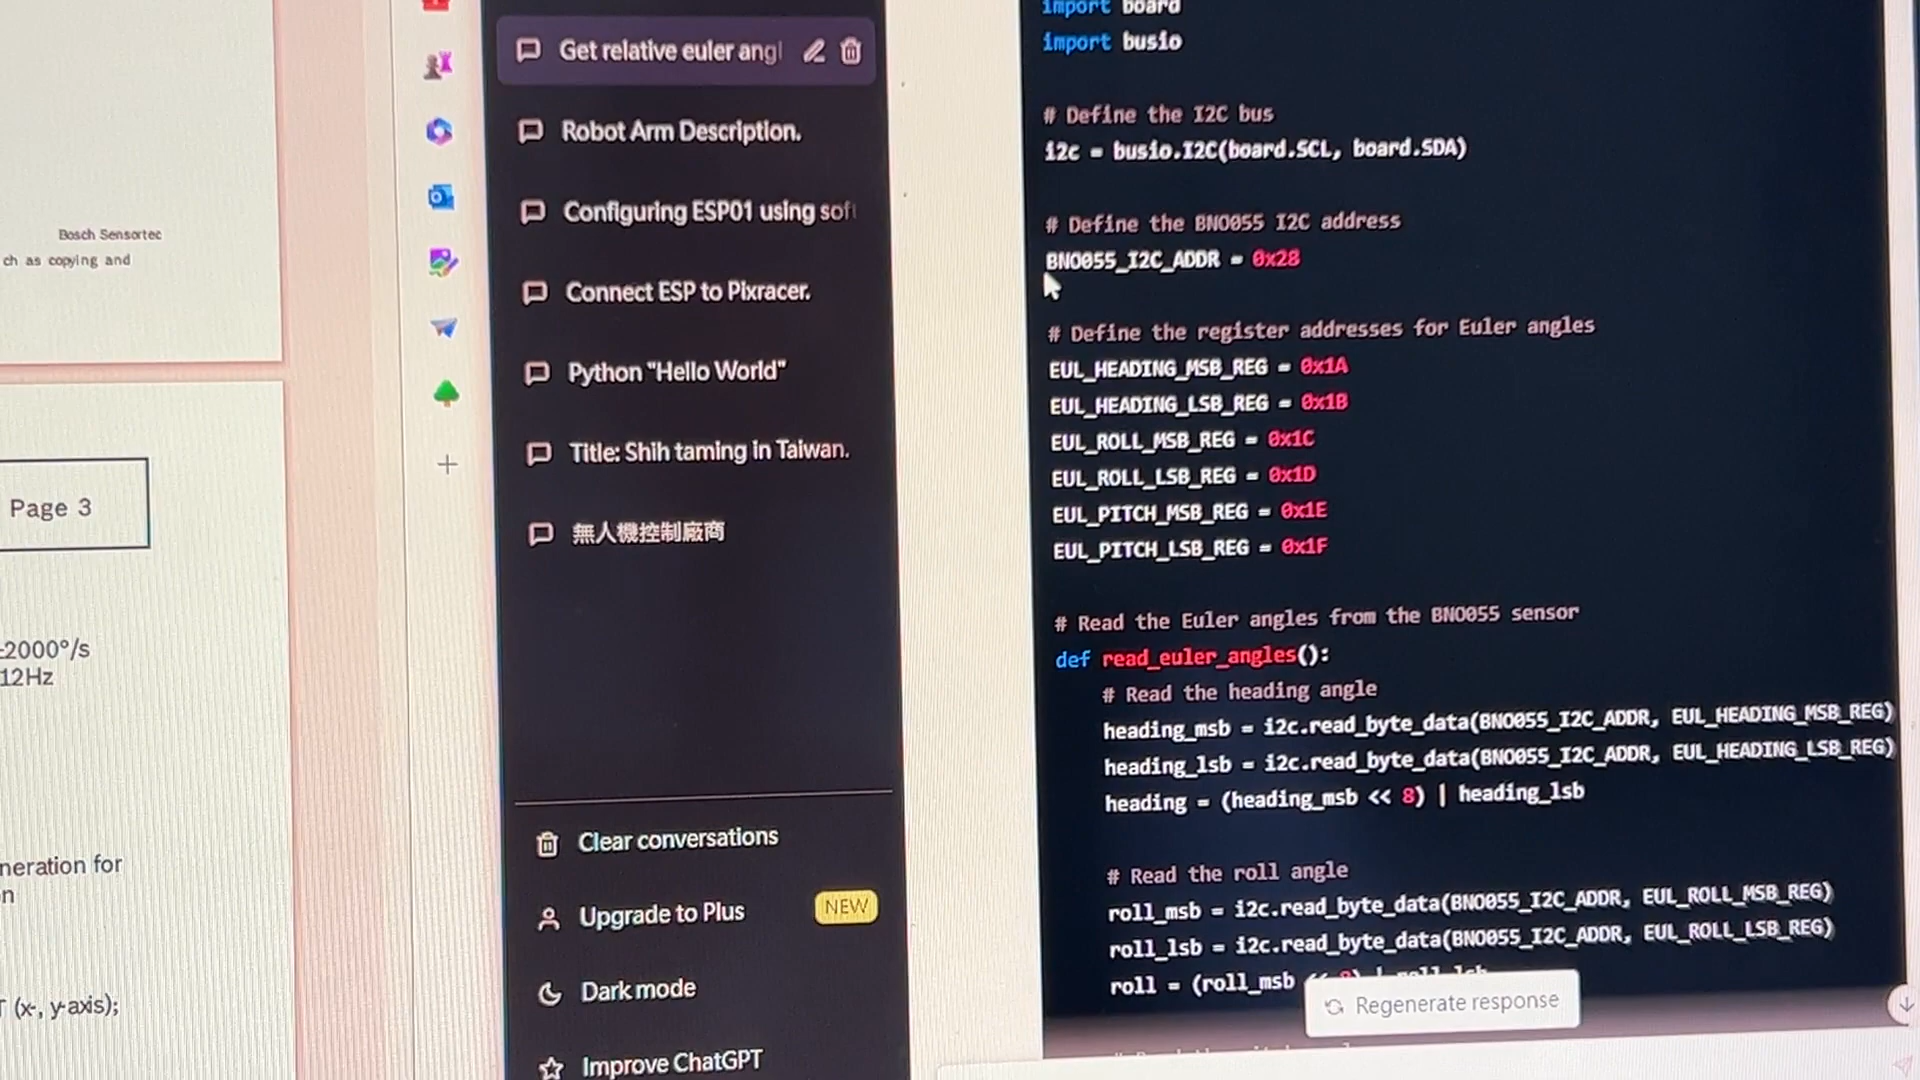 Bosch Sensortec
ch as copying and
Page 3
2000°/s
12Hz
neration for
n
(x-, y-axis);
Get relative euler angl
Robot Arm Description.
Configuring ESP01 using soft
Connect ESP to Pixracer.
Python "Hello World"
Title: Shih taming in Taiwan.
無人機控制廠商
Clear conversations
Upgrade to Plus
NEW
Dark mode
Improve ChatGPT
import board
import busio
# Define the I2C bus
i2c = busio.I2C(board.SCL, board.SDA)
# Define the BNO055 I2C address
BNO055_I2C_ADDR = 0x28
# Define the register addresses for Euler angles
EUL_HEADING_MSB_REG = 0x1A
EUL_HEADING_LSB_REG = 0x1B
EUL_ROLL_MSB_REG = 0x1C
EUL_ROLL_LSB_REG = 0x1D
EUL_PITCH_MSB_REG = 0x1E
EUL_PITCH_LSB_REG = 0x1F
# Read the Euler angles from the BNO055 sensor
def read_euler_angles():
# Read the heading angle
heading_msb = i2c.read_byte_data(BNO055_I2C_ADDR, EUL_HEADING_MSB_REG)
heading_lsb = i2c.read_byte_data(BNO055_I2C_ADDR, EUL_HEADING_LSB_REG)
heading = (heading_msb << 8) | heading_lsb
# Read the roll angle
roll_msb = i2c.read_byte_data(BNO055_I2C_ADDR, EUL_ROLL_MSB_REG)
roll_lsb = i2c.read_byte_data(BNO055_I2C_ADDR, EUL_ROLL_LSB_REG)
roll = (roll_msb << 8) | roll_lsb
Regenerate response